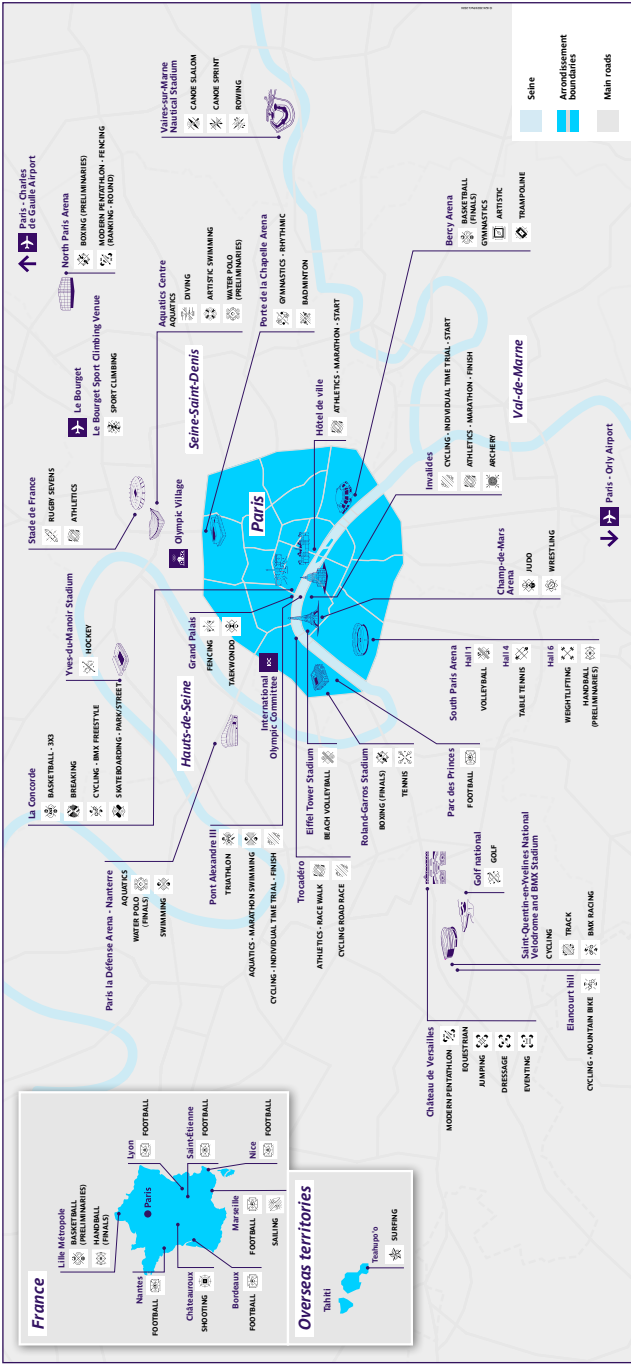 France
Lille Métropole
BASKETBALL
(PRELIMINARIES)
HANDBALL
(FINALS)
Lyon
FOOTBALL
Saint-Étienne
FOOTBALL
Nice
FOOTBALL
Paris
Nantes
FOOTBALL
Châteauroux
SHOOTING
Bordeaux
FOOTBALL
Marseille
FOOTBALL
SAILING
Overseas territories
Tahiti
Teahupo'o
SURFING
La Concorde
BASKETBALL - 3X3
BREAKING
CYCLING - BMX FREESTYLE
SKATEBOARDING - PARK/STREET
Yves-du-Manoir Stadium
HOCKEY
Stade de France
RUGBY SEVENS
ATHLETICS
Le Bourget
Le Bourget Sport Climbing Venue
SPORT CLIMBING
Paris - Charles
de Gaulle Airport
North Paris Arena
BOXING (PRELIMINARIES)
MODERN PENTATHLON - FENCING
(RANKING - ROUND)
Vaires-sur-Marne
Nautical Stadium
CANOE SLALOM
CANOE SPRINT
ROWING
Aquatics Centre
AQUATICS
DIVING
ARTISTIC SWIMMING
WATER POLO
(PRELIMINARIES)
Seine-Saint-Denis
Olympic Village
Porte de la Chapelle Arena
GYMNASTICS - RHYTHMIC
BADMINTON
Paris la Défense Arena - Nanterre
AQUATICS
WATER POLO
(FINALS)
SWIMMING
Hauts-de-Seine
Grand Palais
FENCING
TAEKWONDO
International
Olympic Committee
Paris
Hôtel de ville
ATHLETICS - MARATHON - START
Bercy Arena
BASKETBALL
(FINALS)
GYMNASTICS
ARTISTIC
TRAMPOLINE
Pont Alexandre III
TRIATHLON
AQUATICS - MARATHON SWIMMING
CYCLING - INDIVIDUAL TIME TRIAL - FINISH
Trocadéro
ATHLETICS - RACE WALK
CYCLING ROAD RACE
Eiffel Tower Stadium
BEACH VOLLEYBALL
Roland-Garros Stadium
BOXING (FINALS)
TENNIS
Parc des Princes
FOOTBALL
Invalides
CYCLING - INDIVIDUAL TIME TRIAL - START
ATHLETICS - MARATHON - FINISH
ARCHERY
Val-de-Marne
Champ-de-Mars
Arena
JUDO
WRESTLING
South Paris Arena
Hall 1
VOLLEYBALL
Hall 4
TABLE TENNIS
Hall 6
WEIGHTLIFTING
HANDBALL
(PRELIMINARIES)
Paris - Orly Airport
Château de Versailles
MODERN PENTATHLON
EQUESTRIAN
JUMPING
DRESSAGE
EVENTING
Golf national
GOLF
Saint-Quentin-en-Yvelines National
Velodrome and BMX Stadium
CYCLING
TRACK
BMX RACING
Elancourt hill
CYCLING - MOUNTAIN BIKE
Seine
Arrondissement
boundaries
Main roads